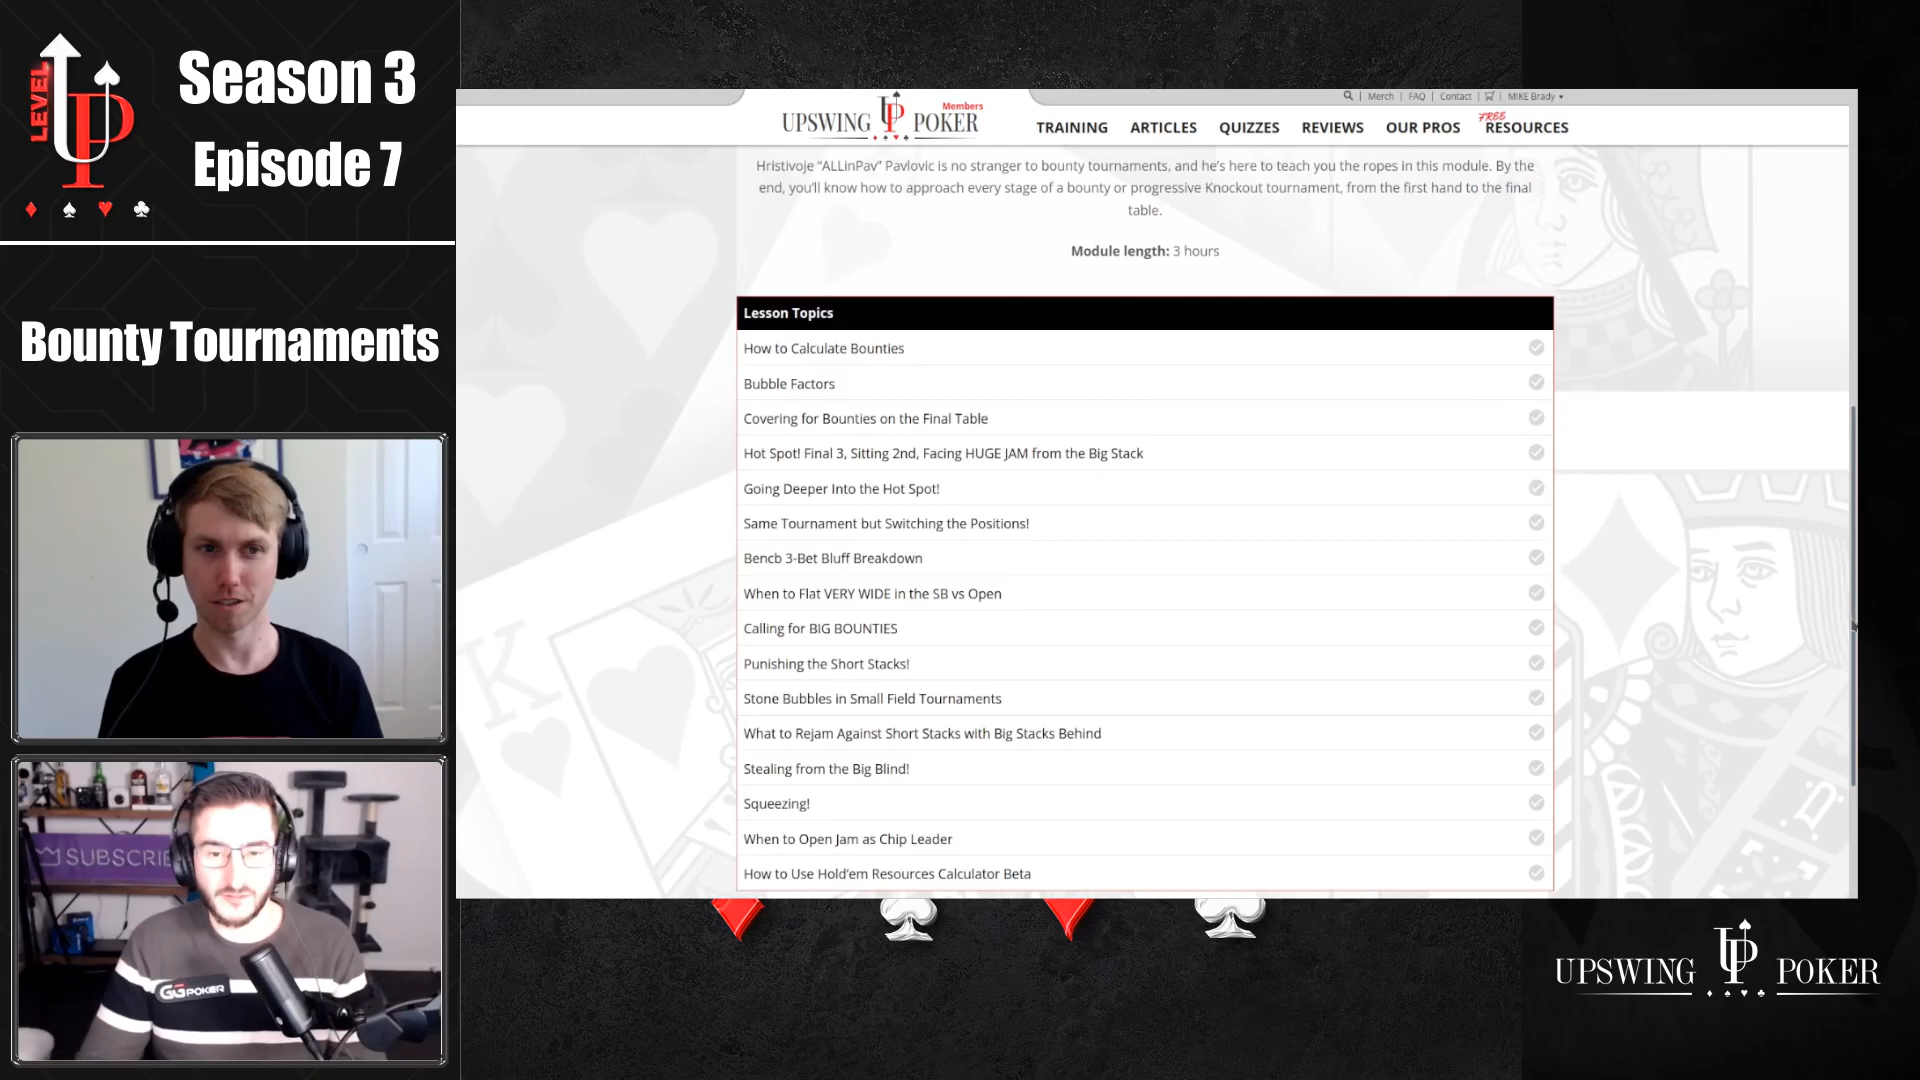 LEVEL UP
Season 3
Episode 7
Bounty Tournaments
SUBSCRI
GGPOKER
Merch | FAQ | Contact | | MIKE Brady
Members
UPSWING UP POKER
TRAINING ARTICLES QUIZZES REVIEWS OUR PROS FREE RESOURCES
Hristivoje “ALLinPav” Pavlovic is no stranger to bounty tournaments, and he’s here to teach you the ropes in this module. By the
end, you’ll know how to approach every stage of a bounty or progressive Knockout tournament, from the first hand to the final
table.
Module length: 3 hours
Lesson Topics
How to Calculate Bounties
Bubble Factors
Covering for Bounties on the Final Table
Hot Spot! Final 3, Sitting 2nd, Facing HUGE JAM from the Big Stack
Going Deeper Into the Hot Spot!
Same Tournament but Switching the Positions!
Bencb 3-Bet Bluff Breakdown
When to Flat VERY WIDE in the SB vs Open
Calling for BIG BOUNTIES
Punishing the Short Stacks!
Stone Bubbles in Small Field Tournaments
What to Rejam Against Short Stacks with Big Stacks Behind
Stealing from the Big Blind!
Squeezing!
When to Open Jam as Chip Leader
How to Use Hold’em Resources Calculator Beta
K
UPSWING UP POKER